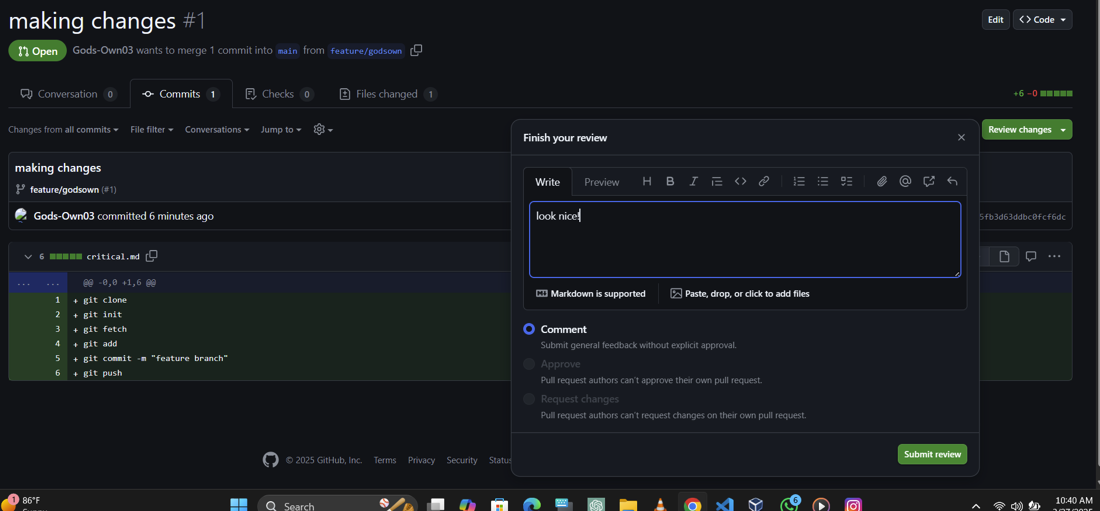 making changes #1
Edit
<> Code
Open
Gods-Own03 wants to merge 1 commit into main from feature/godsown
Conversation 0
Commits 1
Checks 0
Files changed 1
+6 −0
Changes from all commits
File filter
Conversations
Jump to
Review changes
making changes
feature/godsown (#1)
Gods-Own03 committed 6 minutes ago
5fb3d63ddbc0fcf6dc
6 critical.md
... ... @@ -0,0 +1,6 @@
1 + git clone
2 + git init
3 + git fetch
4 + git add
5 + git commit -m "feature branch"
6 + git push
Finish your review
Write
Preview
look nice!
Markdown is supported
Paste, drop, or click to add files
Comment
Submit general feedback without explicit approval.
Approve
Pull request authors can't approve their own pull request.
Request changes
Pull request authors can't request changes on their own pull request.
Submit review
© 2025 GitHub, Inc.
Terms
Privacy
Security
Status
1
86°F
Search
6
10:40 AM